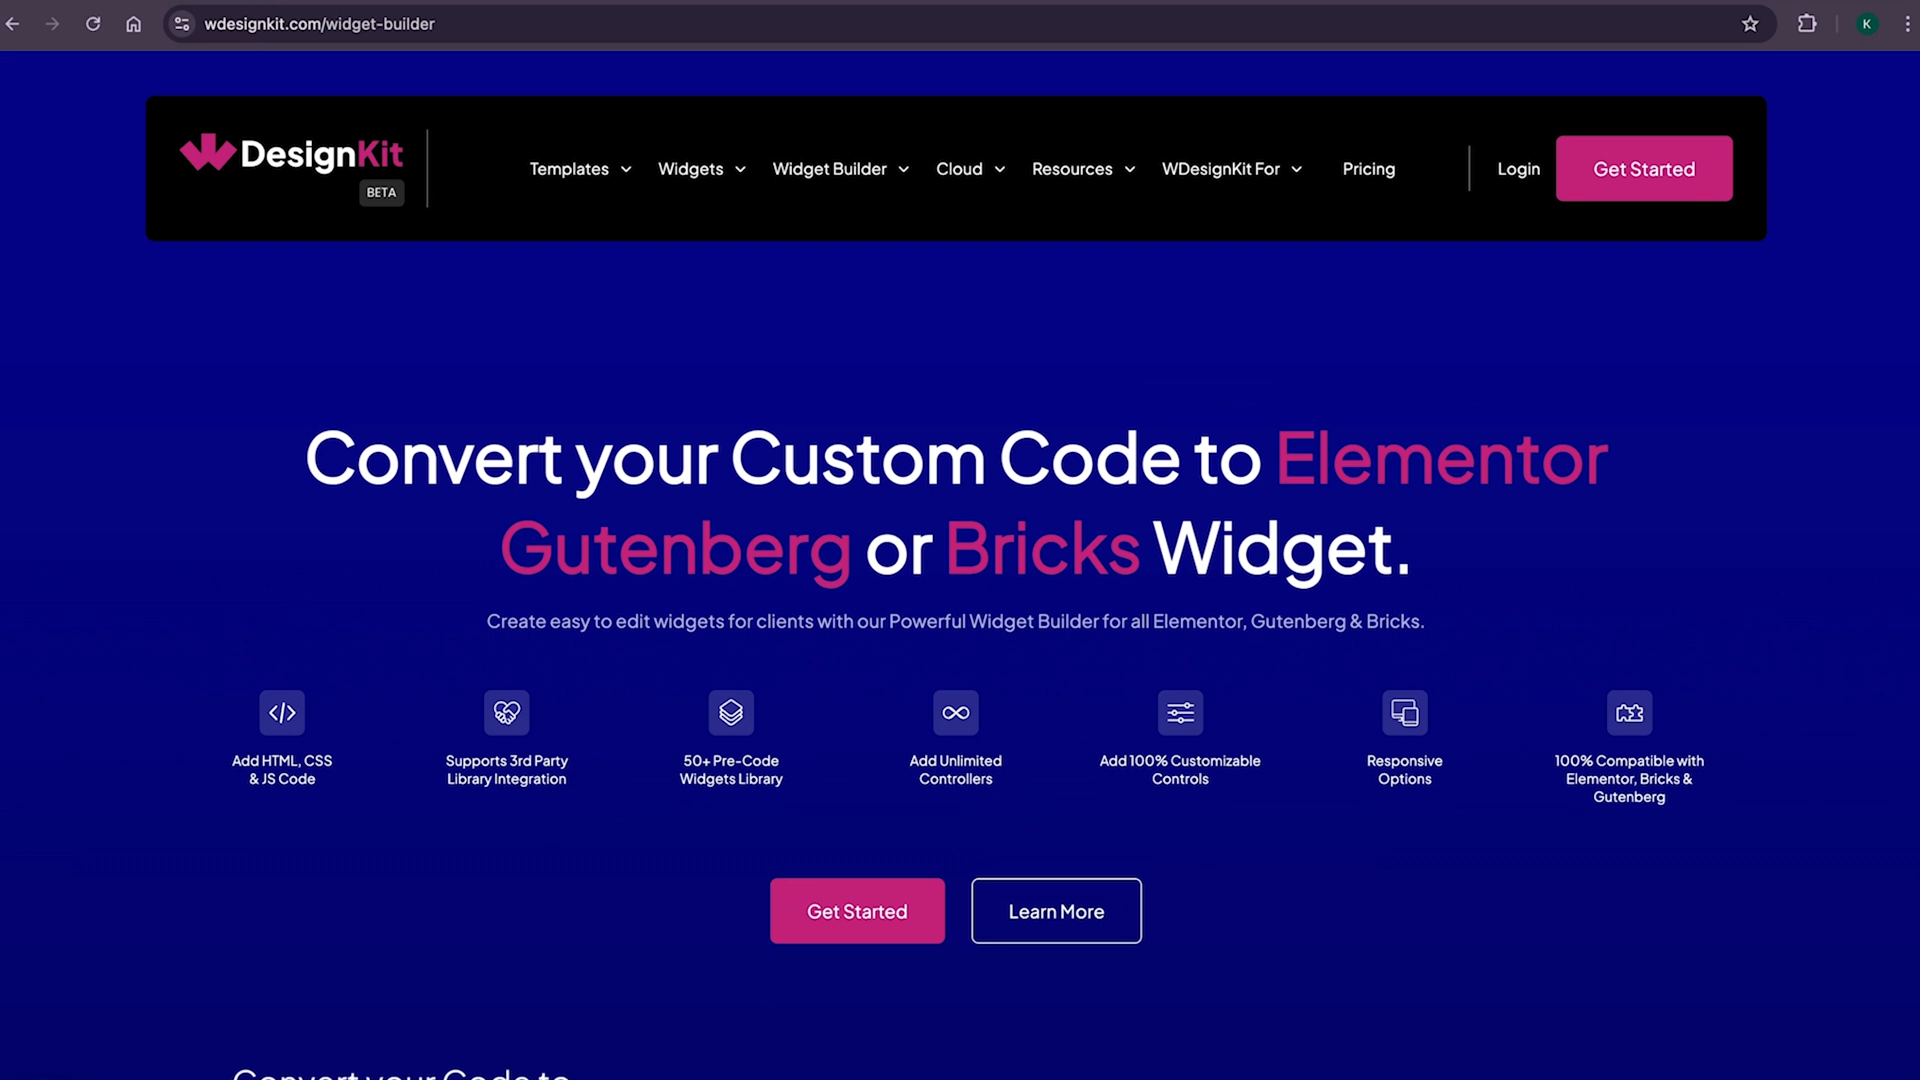 wdesignkit.com/widget-builder
K
DesignKit
BETA
Templates
Widgets
Widget Builder
Cloud
Resources
WDesignKit For
Pricing
Login
Get Started
Convert your Custom Code to Elementor
Gutenberg or Bricks Widget.
Create easy to edit widgets for clients with our Powerful Widget Builder for all Elementor, Gutenberg & Bricks.
Add HTML, CSS
& JS Code
Supports 3rd Party
Library Integration
50+ Pre-Code
Widgets Library
Add Unlimited
Controllers
Add 100% Customizable
Controls
Responsive
Options
100% Compatible with
Elementor, Bricks &
Gutenberg
Get Started
Learn More
Convert your Code to